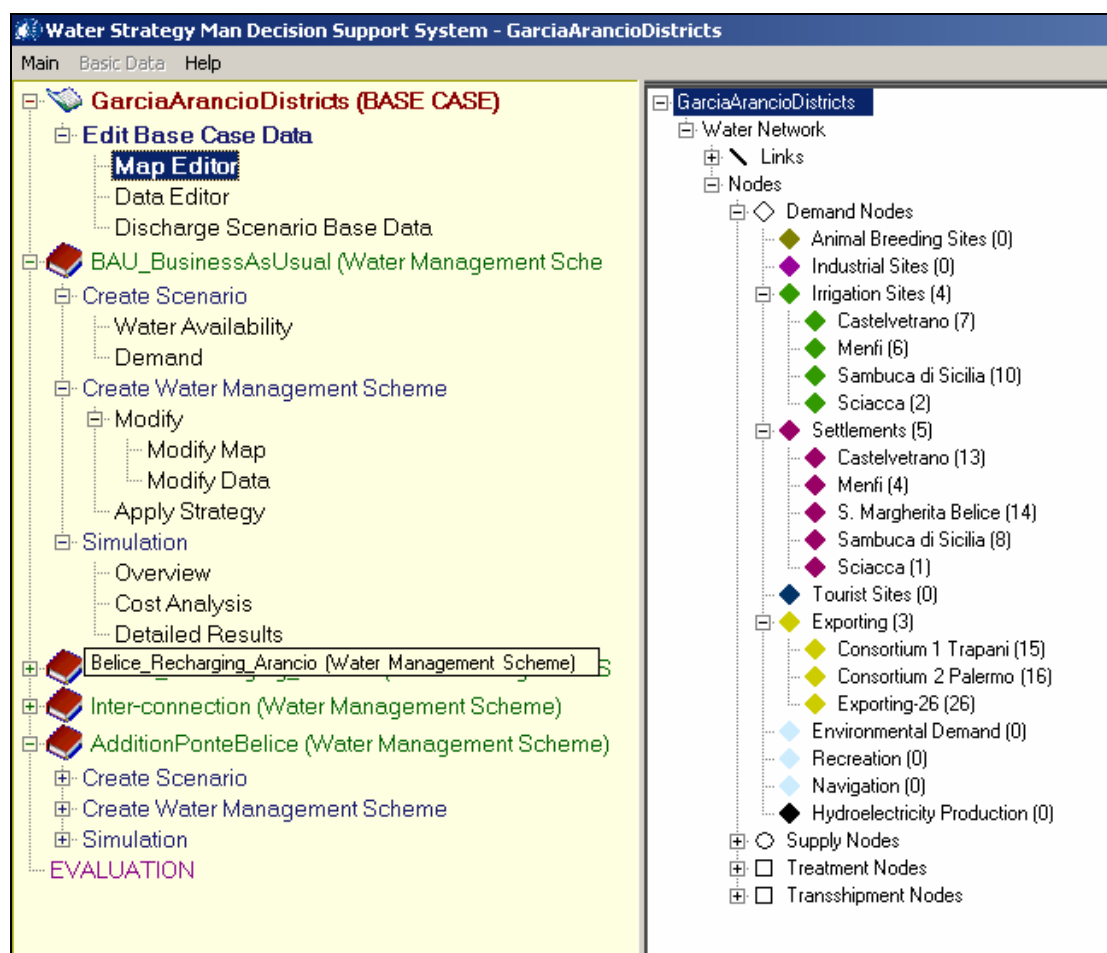 Water Strategy Man Decision Support System - GarciaArancioDistricts
Main Basic Data Help
GarciaArancioDistricts (BASE CASE)
Edit Base Case Data
Map Editor
Data Editor
Discharge Scenario Base Data
BAU_BusinessAsUsual (Water Management Sche
Create Scenario
Water Availability
Demand
Create Water Management Scheme
Modify
Modify Map
Modify Data
Apply Strategy
Simulation
Overview
Cost Analysis
Detailed Results
Belice_Recharging_Arancio (Water Management Scheme)
Inter-connection (Water Management Scheme)
AdditionPonteBelice (Water Management Scheme)
Create Scenario
Create Water Management Scheme
Simulation
EVALUATION
GarciaArancioDistricts
Water Network
Links
Nodes
Demand Nodes
Animal Breeding Sites (0)
Industrial Sites (0)
Irrigation Sites (4)
Castelvetrano (7)
Menfi (6)
Sambuca di Sicilia (10)
Sciacca (2)
Settlements (5)
Castelvetrano (13)
Menfi (4)
S. Margherita Belice (14)
Sambuca di Sicilia (8)
Sciacca (1)
Tourist Sites (0)
Exporting (3)
Consortium 1 Trapani (15)
Consortium 2 Palermo (16)
Exporting-26 (26)
Environmental Demand (0)
Recreation (0)
Navigation (0)
Hydroelectricity Production (0)
Supply Nodes
Treatment Nodes
Transshipment Nodes